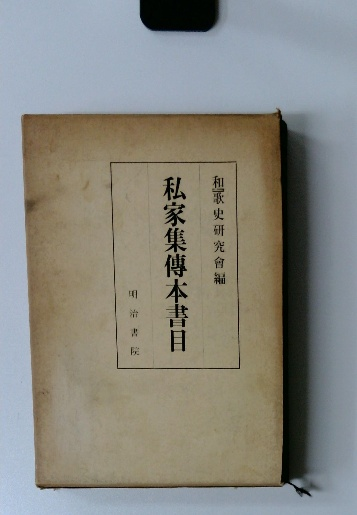 和歌史研究會編
私家集傳本書目
明治書院